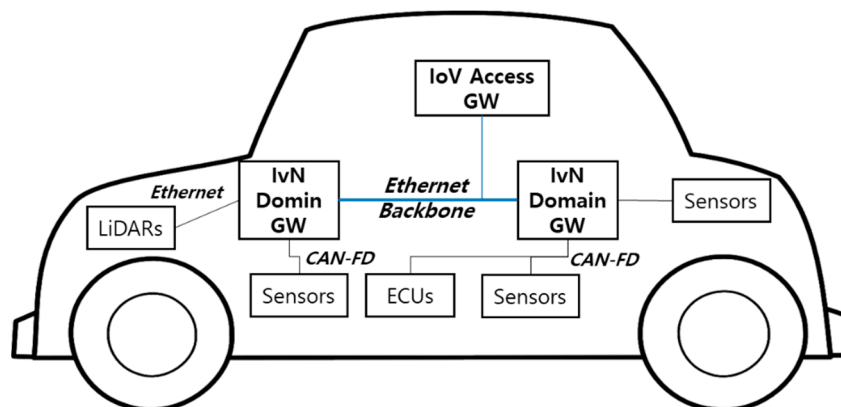 IoV Access
GW
IvN
Domin
GW
Ethernet
Backbone
IvN
Domain
GW
Ethernet
LiDARs
Sensors
CAN-FD
CAN-FD
Sensors
ECUs
Sensors